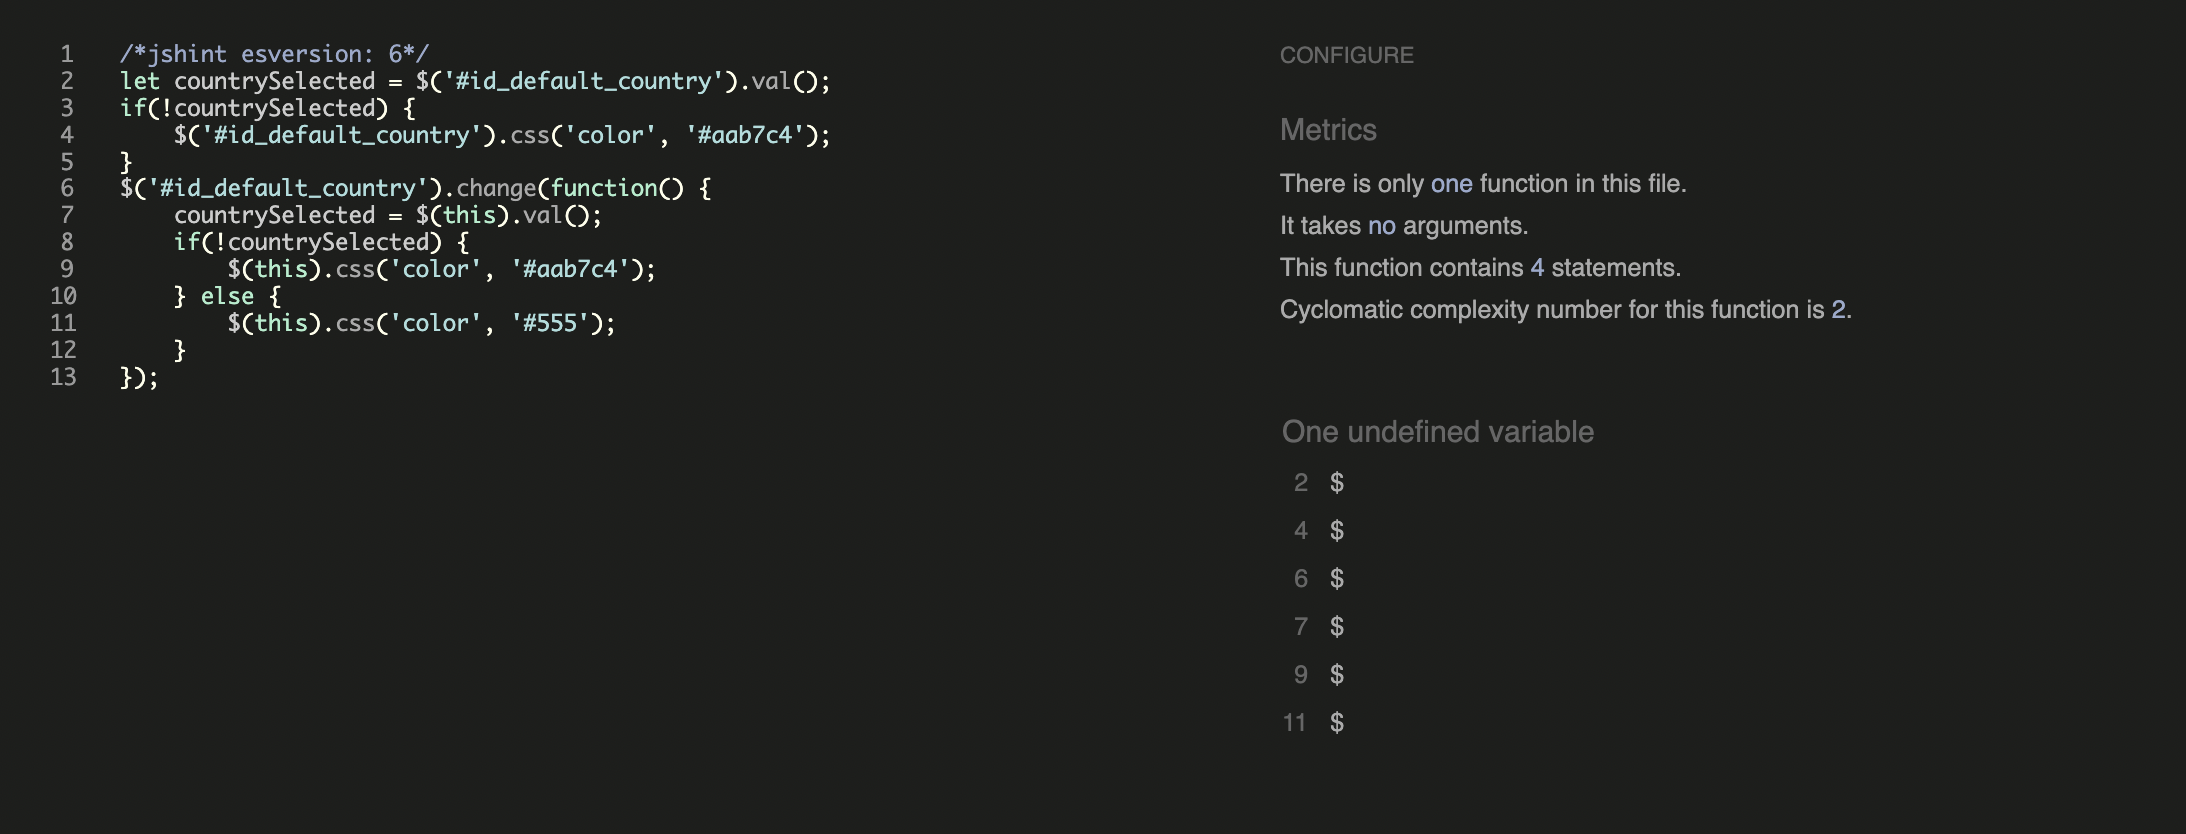 1 /*jshint esversion: 6*/
2 let countrySelected = $('#id_default_country').val();
3 if(!countrySelected) {
4     $('#id_default_country').css('color', '#aab7c4');
5 }
6 $('#id_default_country').change(function() {
7     countrySelected = $(this).val();
8     if(!countrySelected) {
9         $(this).css('color', '#aab7c4');
10     } else {
11         $(this).css('color', '#555');
12     }
13 });
CONFIGURE
Metrics
There is only one function in this file.
It takes no arguments.
This function contains 4 statements.
Cyclomatic complexity number for this function is 2.
One undefined variable
2 $
4 $
6 $
7 $
9 $
11 $